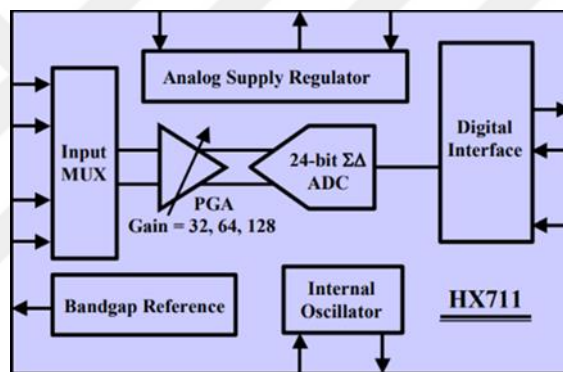 Analog Supply Regulator
Input
MUX
PGA
Gain = 32, 64, 128
24-bit ΣΔ
ADC
Digital
Interface
Bandgap Reference
Internal
Oscillator
HX711